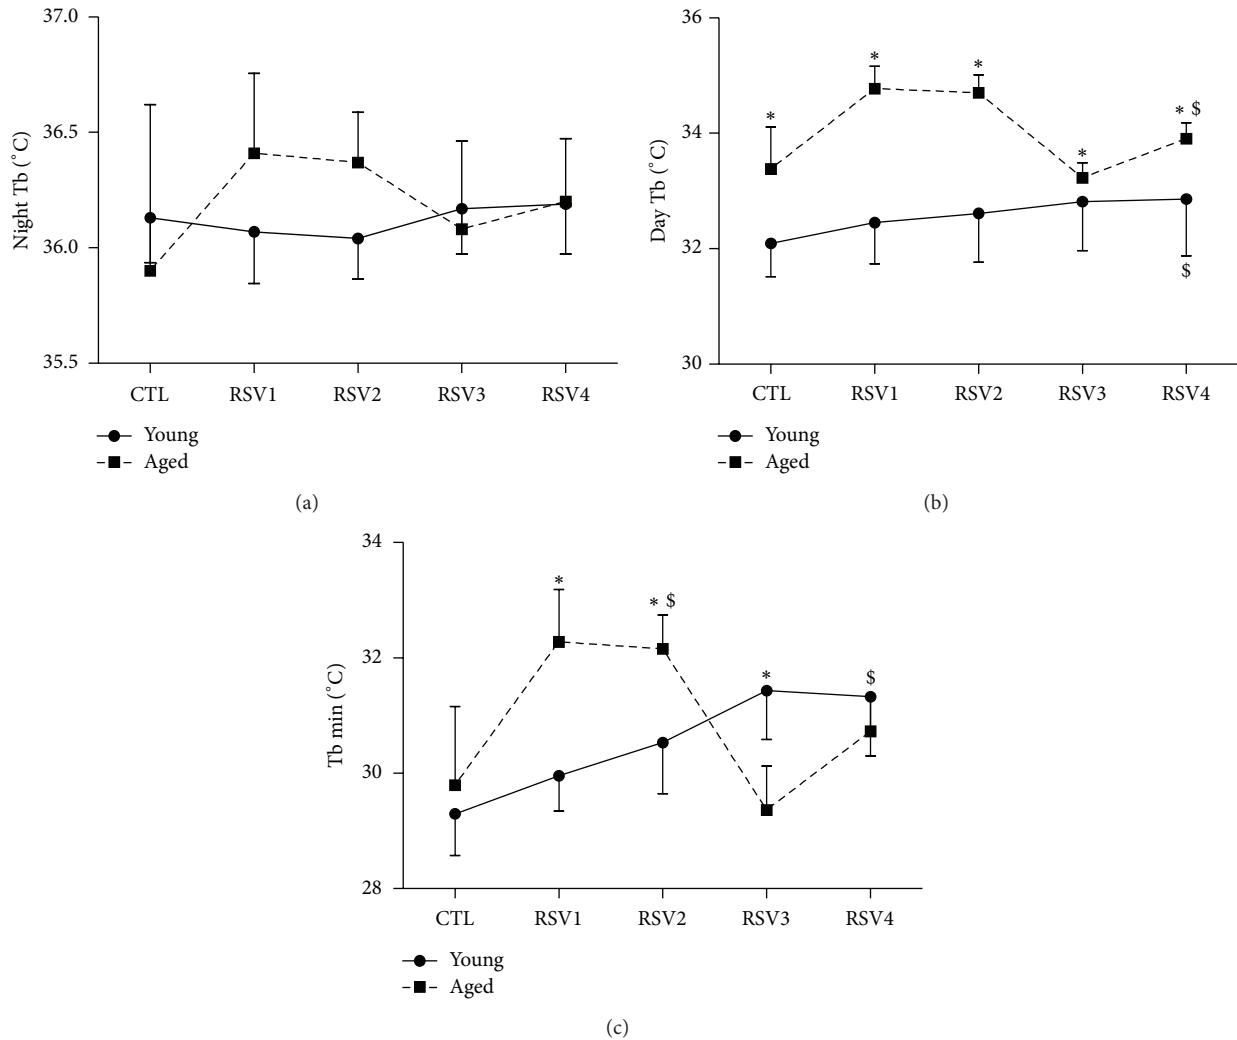 37.0
36.5
36.0
35.5
Night Tb (°C)
CTL RSV1 RSV2 RSV3 RSV4
Young
Aged
(a)
36
34
32
30
Day Tb (°C)
* * * * * $
$
CTL RSV1 RSV2 RSV3 RSV4
Young
Aged
(b)
34
32
30
28
Tb min (°C)
* * $ * $
CTL RSV1 RSV2 RSV3 RSV4
Young
Aged
(c)